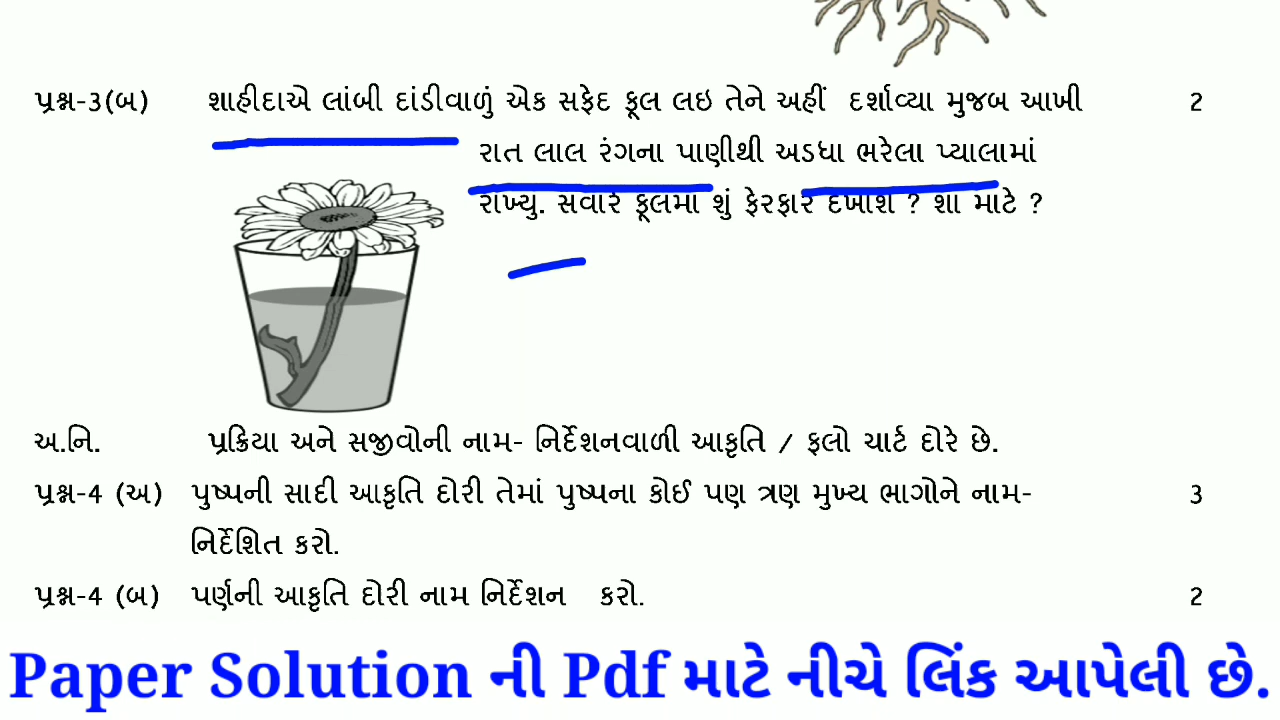 પ્રશ્ન-3(બ) શાહીદાએ લાંબી દાંડીવાળું એક સફેદ ફૂલ લઇ તેને અહીં દર્શાવ્યા મુજબ આખી 2
રાત લાલ રંગના પાણીથી અડધા ભરેલા પ્યાલામાં
રાખ્યુ. સવારે ફૂલમાં શું ફેરફાર દેખાશે ? શા માટે ?
અ.નિ. પ્રક્રિયા અને સજીવોની નામ- નિર્દેશનવાળી આકૃતિ / ફલો ચાર્ટ દોરે છે.
પ્રશ્ન-4 (અ) પુષ્પની સાદી આકૃતિ દોરી તેમાં પુષ્પના કોઈ પણ ત્રણ મુખ્ય ભાગોને નામ- 3
નિર્દેશિત કરો.
પ્રશ્ન-4 (બ) પર્ણની આકૃતિ દોરી નામ નિર્દેશન કરો. 2
Paper Solution ની Pdf માટે નીચે લિંક આપેલી છે.